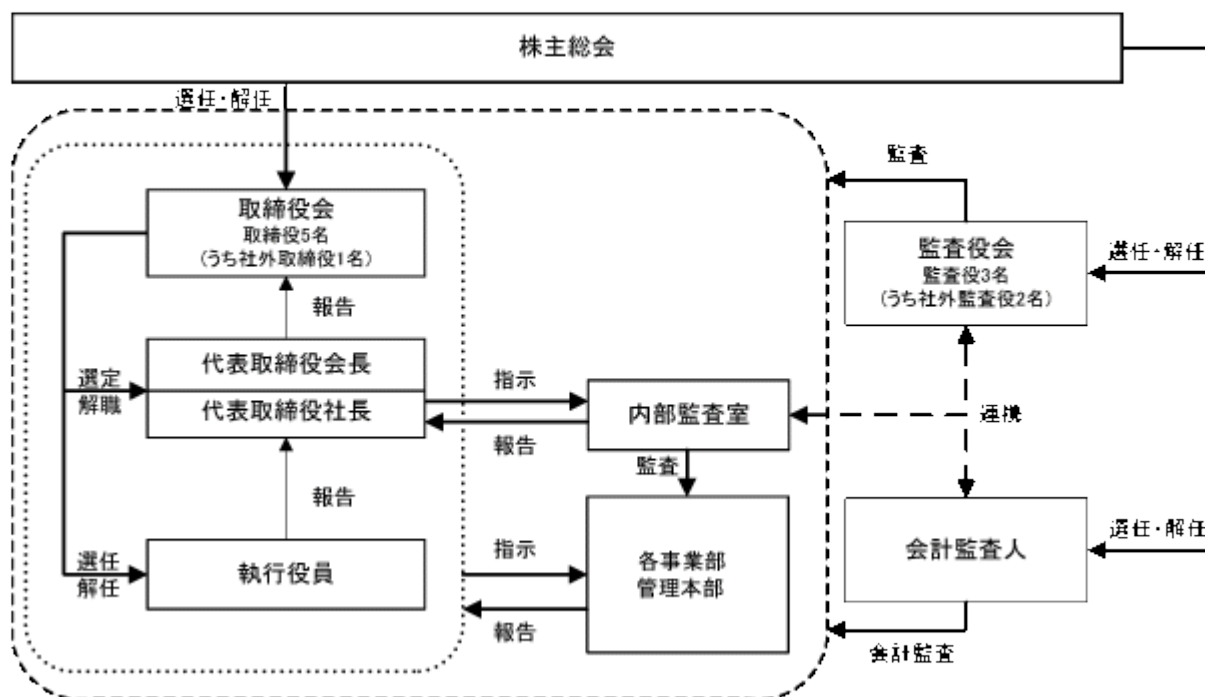 株主総会
選任・解任
監査
取締役会
取締役5名
(うち社外取締役1名)
監査役会
監査役3名
(うち社外監査役2名)
選任・解任
報告
代表取締役会長
代表取締役社長
選定
解職
指示
報告
内部監査室
連携
監査
報告
執行役員
選任
解任
指示
報告
各事業部
管理本部
会計監査人
選任・解任
会計監査